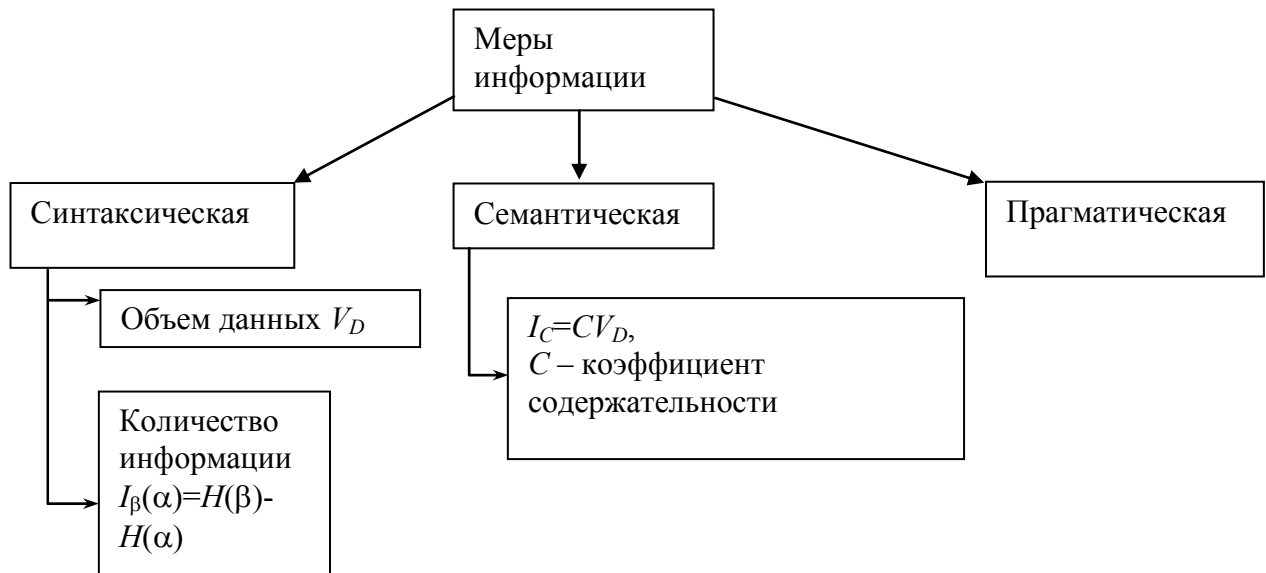 Меры
информации
Синтаксическая
Семантическая
Прагматическая
Объем данных V_D
I_C=CV_D,
C – коэффициент
содержательности
Количество
информации
I_β(α)=H(β)-
H(α)